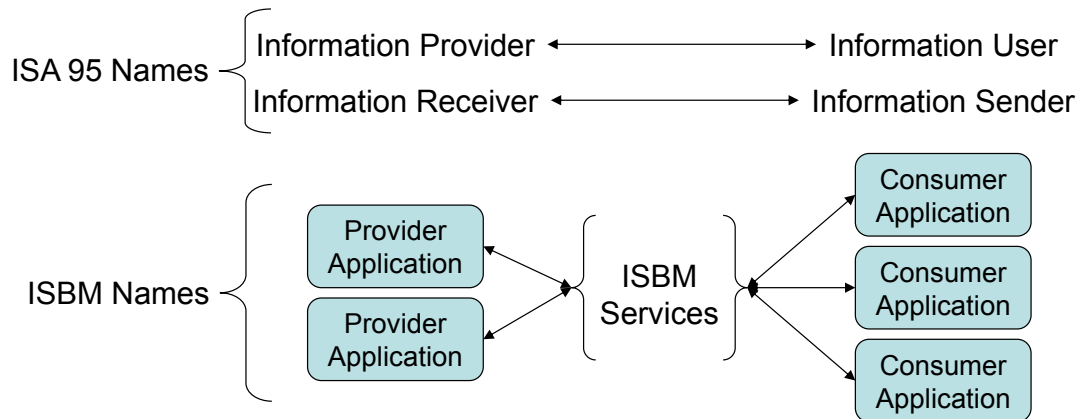 ISA 95 Names
Information Provider
Information User
Information Receiver
Information Sender
ISBM Names
Provider
Application
Provider
Application
ISBM
Services
Consumer
Application
Consumer
Application
Consumer
Application